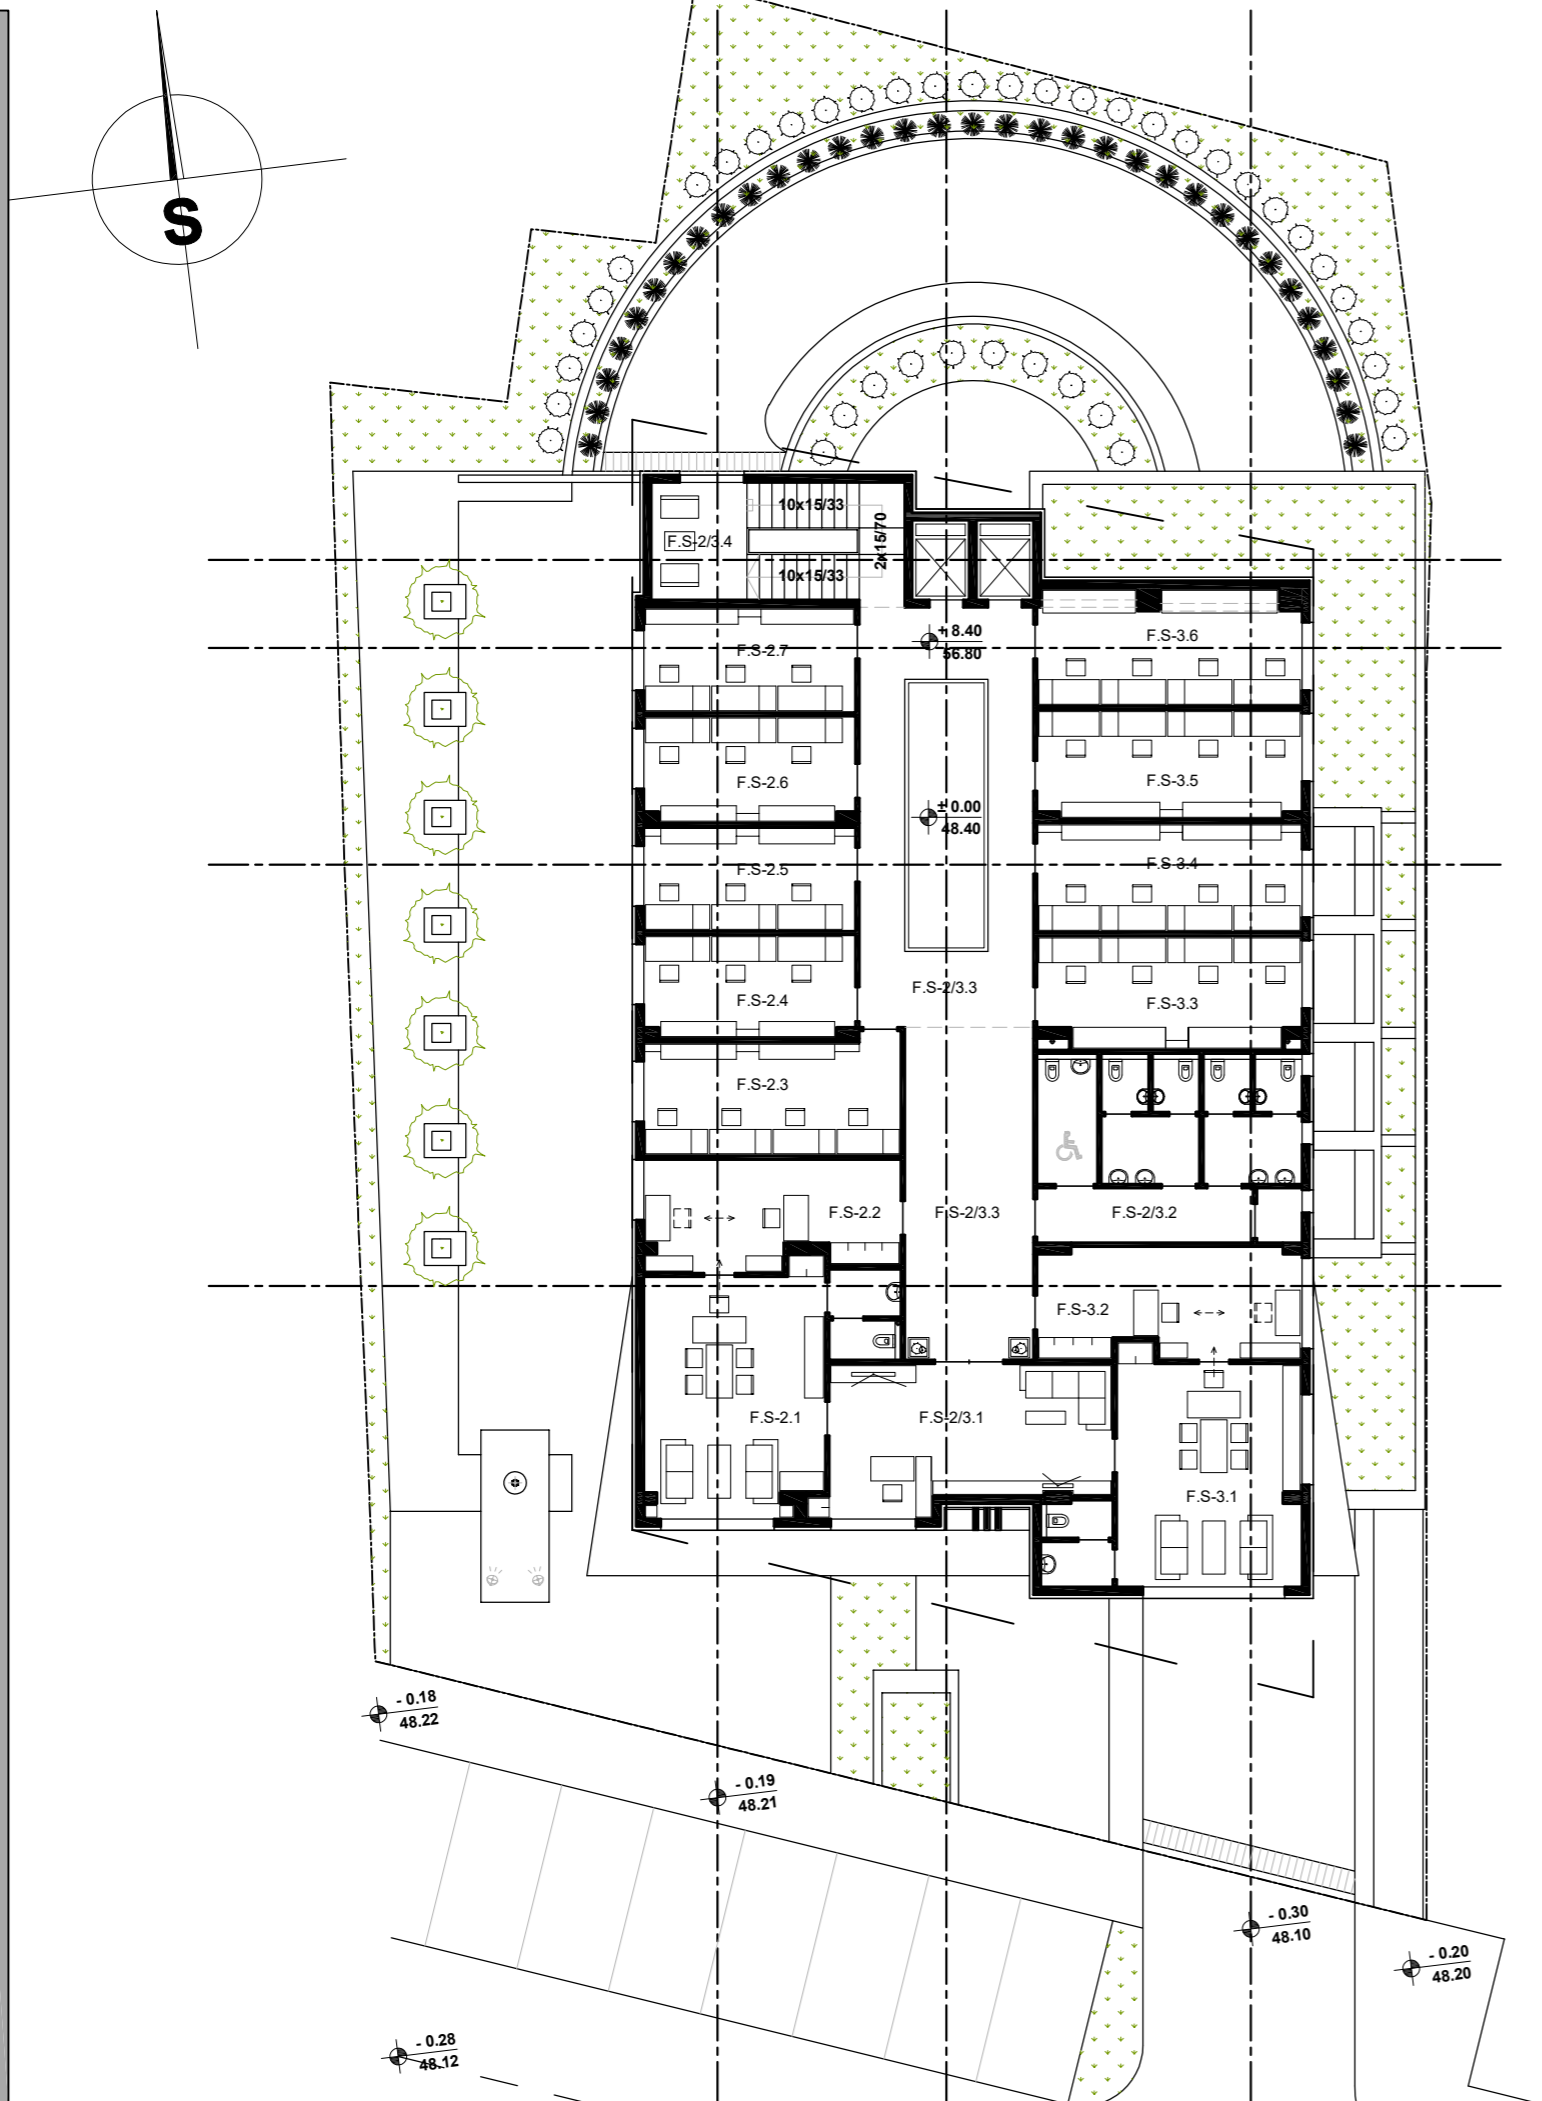 S
10x15/33
F.S-2/3.4
2x15/70
10x15/33
+ 8.40
56.80
F.S-2.7
F.S-3.6
F.S-2.6
F.S-3.5
± 0.00
48.40
F.S-2.5
F.S-3.4
F.S-2/3.3
F.S-2.4
F.S-3.3
F.S-2.3
F.S-2.2
F.S-2/3.3
F.S-2/3.2
F.S-3.2
F.S-2.1
F.S-2/3.1
F.S-3.1
- 0.18
48.22
- 0.19
48.21
- 0.30
48.10
- 0.20
48.20
- 0.28
48.12